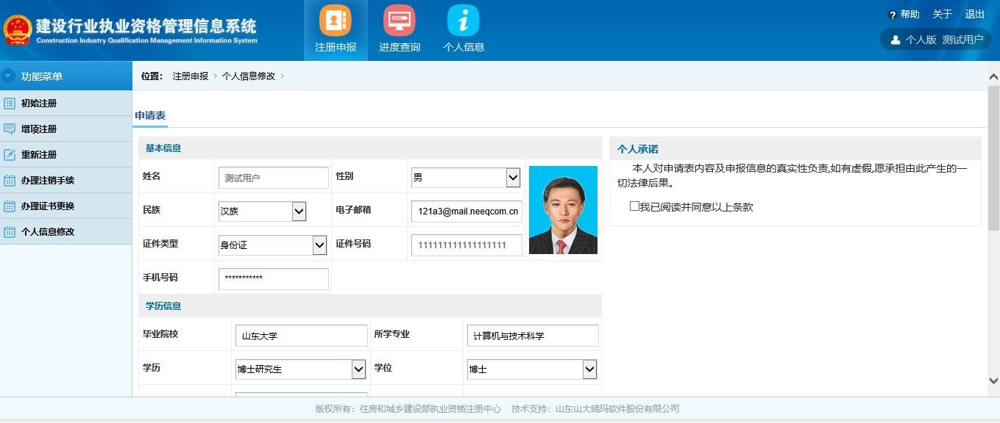 建设行业执业资格管理信息系统
Construction Industry Qualification Management Information System
注册申报
进度查询
个人信息
帮助 关于 退出
个人版 测试用户
功能菜单
初始注册
增项注册
重新注册
办理注销手续
办理证书更换
个人信息修改
位置： 注册申报 > 个人信息修改 >
申请表
基本信息
姓名 测试用户 性别 男
民族 汉族 电子邮箱 121a3@mail.neeqcom.cn
证件类型 身份证 证件号码 111111111111111111
手机号码 ***********
学历信息
毕业院校 山东大学 所学专业 计算机与技术科学
学历 博士研究生 学位 博士
个人承诺
本人对申请表内容及申报信息的真实性负责,如有虚假,愿承担由此产生的一
切法律后果。
我已阅读并同意以上条款
版权所有：住房和城乡建设部执业资格注册中心 技术支持：山东山大鸥玛软件股份有限公司